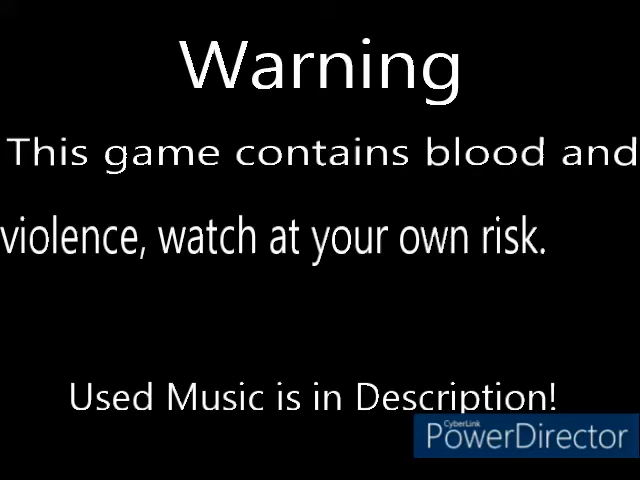 Warning
This game contains blood and
violence, watch at your own risk.
Used Music is in Description!
CyberLink
PowerDirector